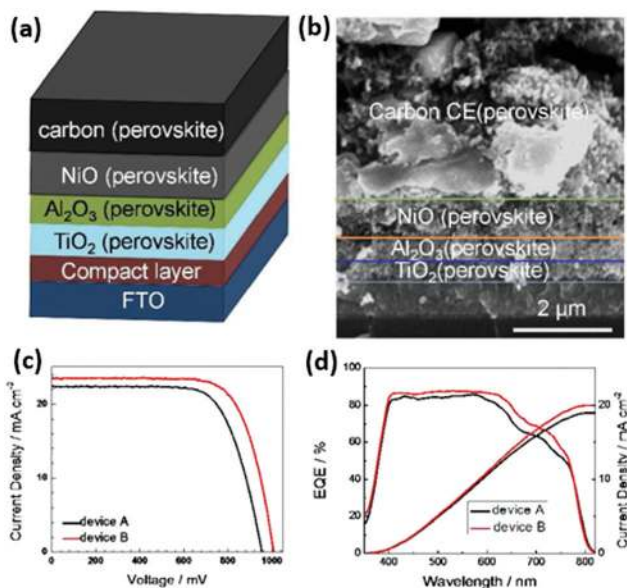 (a)
carbon (perovskite)
NiO (perovskite)
Al₂O₃ (perovskite)
TiO₂ (perovskite)
Compact layer
FTO
(b)
Carbon CE(perovskite)
NiO (perovskite)
Al₂O₃(perovskite)
TiO₂(perovskite)
2 μm
(c)
Current Density / mA.cm⁻²
20
10
0
device A
device B
0 200 400 600 800 1000
Voltage / mV
(d)
EQE / %
100
80
60
40
20
0
device A
device B
400 500 600 700 800
Wavelength / nm
20
10
0
Current Density / mA.cm⁻²